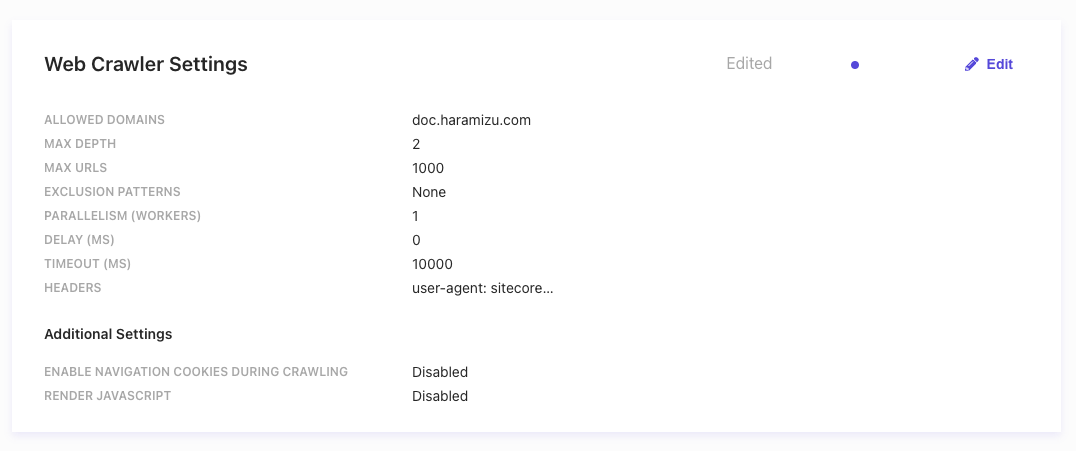 Web Crawler Settings Edited Edit
ALLOWED DOMAINS doc.haramizu.com
MAX DEPTH 2
MAX URLS 1000
EXCLUSION PATTERNS None
PARALLELISM (WORKERS) 1
DELAY (MS) 0
TIMEOUT (MS) 10000
HEADERS user-agent: sitecore...
Additional Settings
ENABLE NAVIGATION COOKIES DURING CRAWLING Disabled
RENDER JAVASCRIPT Disabled